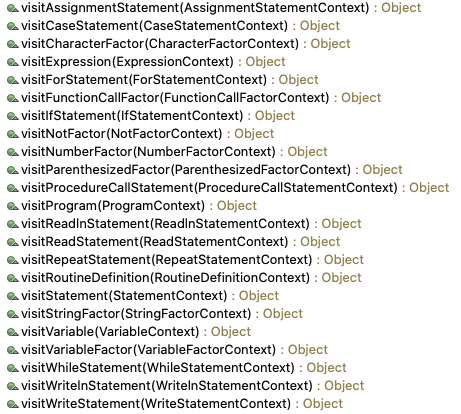 visitAssignmentStatement(AssignmentStatementContext) : Object
visitCaseStatement(CaseStatementContext) : Object
visitCharacterFactor(CharacterFactorContext) : Object
visitExpression(ExpressionContext) : Object
visitForStatement(ForStatementContext) : Object
visitFunctionCallFactor(FunctionCallFactorContext) : Object
visitIfStatement(IfStatementContext) : Object
visitNotFactor(NotFactorContext) : Object
visitNumberFactor(NumberFactorContext) : Object
visitParenthesizedFactor(ParenthesizedFactorContext) : Object
visitProcedureCallStatement(ProcedureCallStatementContext) : Object
visitProgram(ProgramContext) : Object
visitReadlnStatement(ReadlnStatementContext) : Object
visitReadStatement(ReadStatementContext) : Object
visitRepeatStatement(RepeatStatementContext) : Object
visitRoutineDefinition(RoutineDefinitionContext) : Object
visitStatement(StatementContext) : Object
visitStringFactor(StringFactorContext) : Object
visitVariable(VariableContext) : Object
visitVariableFactor(VariableFactorContext) : Object
visitWhileStatement(WhileStatementContext) : Object
visitWritelnStatement(WritelnStatementContext) : Object
visitWriteStatement(WriteStatementContext) : Object